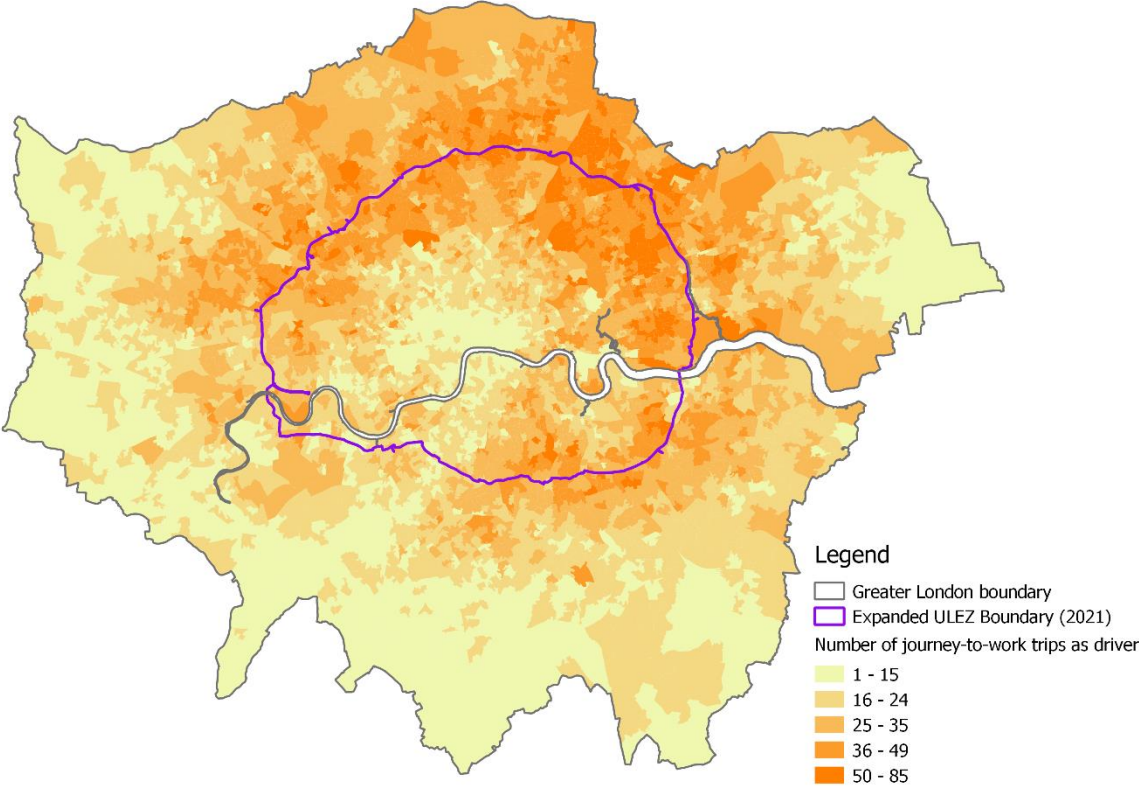 Legend
Greater London boundary
Expanded ULEZ Boundary (2021)
Number of journey-to-work trips as driver
1 - 15
16 - 24
25 - 35
36 - 49
50 - 85